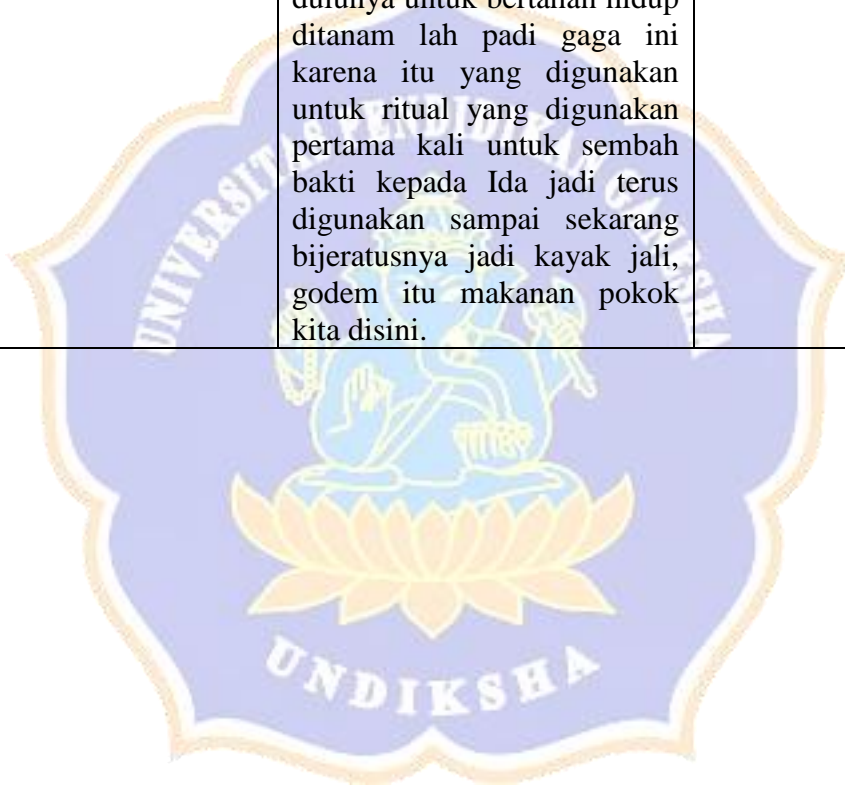 dulunya untuk bertahan hidup
ditanam lah padi gaga ini
karena itu yang digunakan
untuk ritual yang digunakan
pertama kali untuk sembah
bakti kepada Ida jadi terus
digunakan sampai sekarang
bijeratusnya jadi kayak jali,
godem itu makanan pokok
kita disini.
UNIVERSITAS PENDIDIKAN GANESHA
UNDIKSHA